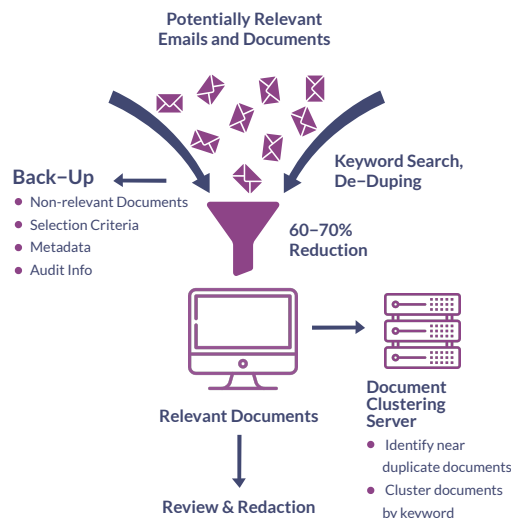 Potentially Relevant
Emails and Documents
Keyword Search,
De–Duping
Back–Up
Non-relevant Documents
Selection Criteria
Metadata
Audit Info
60–70%
Reduction
Relevant Documents
Document
Clustering
Server
Identify near
duplicate documents
Cluster documents
by keyword
Review & Redaction